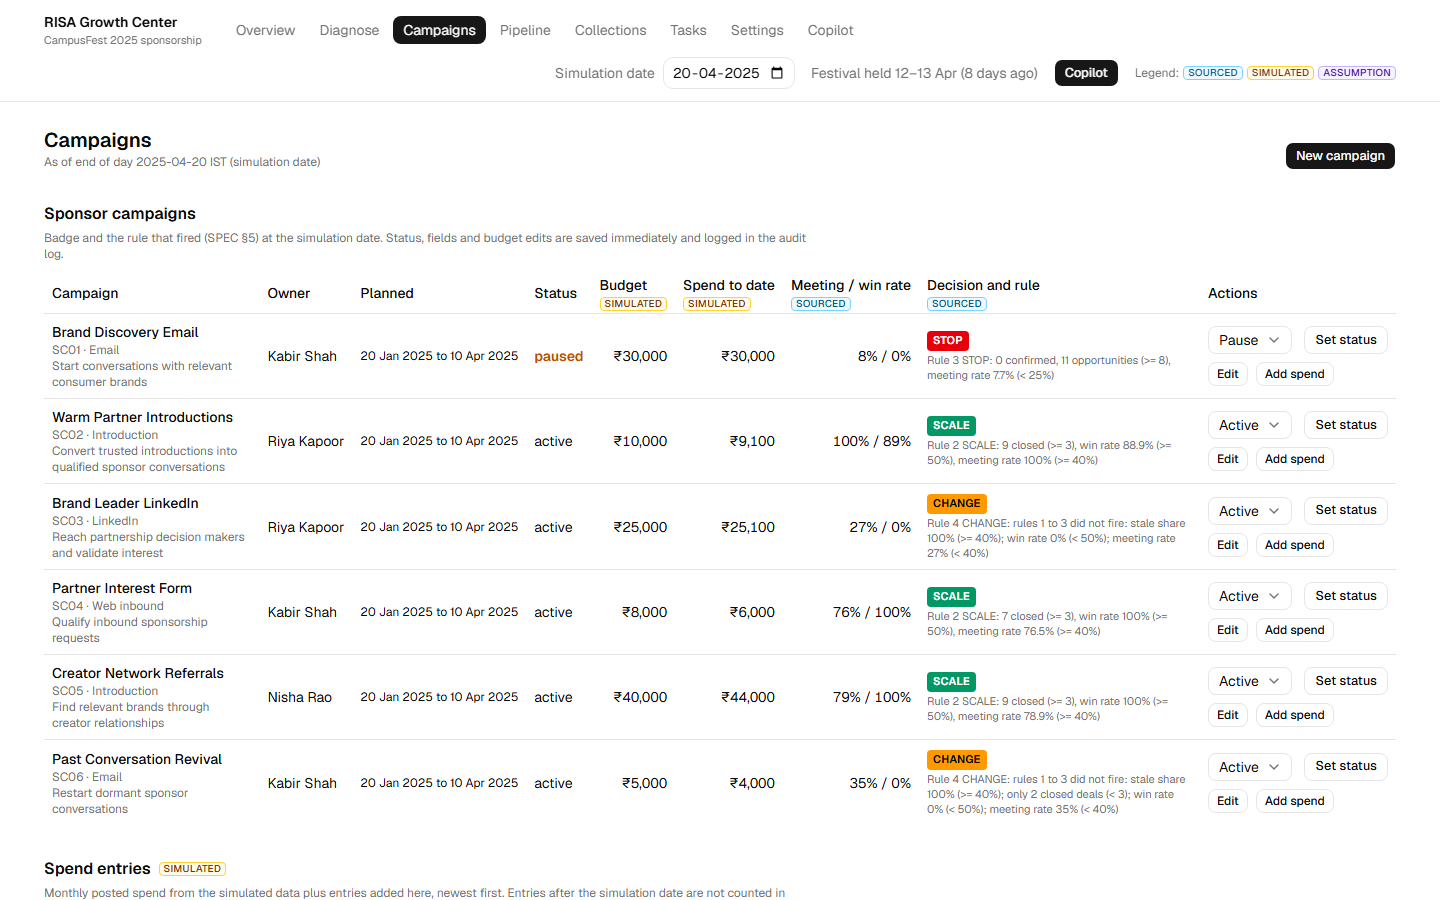 RISA Growth Center
CampusFest 2025 sponsorship
Overview
Diagnose
Campaigns
Pipeline
Collections
Tasks
Settings
Copilot
Simulation date
20-04-2025
Festival held 12–13 Apr (8 days ago)
Copilot
Legend: SOURCED SIMULATED ASSUMPTION
Campaigns
As of end of day 2025-04-20 IST (simulation date)
New campaign
Sponsor campaigns
Badge and the rule that fired (SPEC §5) at the simulation date. Status, fields and budget edits are saved immediately and logged in the audit
log.
Campaign
Owner
Planned
Status
Budget
SIMULATED
Spend to date
SIMULATED
Meeting / win rate
SOURCED
Decision and rule
SOURCED
Actions
Brand Discovery Email
SC01 · Email
Start conversations with relevant
consumer brands
Kabir Shah
20 Jan 2025 to 10 Apr 2025
paused
₹30,000
₹30,000
8% / 0%
STOP
Rule 3 STOP: 0 confirmed, 11 opportunities (>= 8),
meeting rate 7.7% (< 25%)
Pause
Set status
Edit
Add spend
Warm Partner Introductions
SC02 · Introduction
Convert trusted introductions into
qualified sponsor conversations
Riya Kapoor
20 Jan 2025 to 10 Apr 2025
active
₹10,000
₹9,100
100% / 89%
SCALE
Rule 2 SCALE: 9 closed (>= 3), win rate 88.9% (>=
50%), meeting rate 100% (>= 40%)
Active
Set status
Edit
Add spend
Brand Leader LinkedIn
SC03 · LinkedIn
Reach partnership decision makers
and validate interest
Riya Kapoor
20 Jan 2025 to 10 Apr 2025
active
₹25,000
₹25,100
27% / 0%
CHANGE
Rule 4 CHANGE: rules 1 to 3 did not fire: stale share
100% (>= 40%); win rate 0% (< 50%); meeting rate
27% (< 40%)
Active
Set status
Edit
Add spend
Partner Interest Form
SC04 · Web inbound
Qualify inbound sponsorship
requests
Kabir Shah
20 Jan 2025 to 10 Apr 2025
active
₹8,000
₹6,000
76% / 100%
SCALE
Rule 2 SCALE: 7 closed (>= 3), win rate 100% (>=
50%), meeting rate 76.5% (>= 40%)
Active
Set status
Edit
Add spend
Creator Network Referrals
SC05 · Introduction
Find relevant brands through
creator relationships
Nisha Rao
20 Jan 2025 to 10 Apr 2025
active
₹40,000
₹44,000
79% / 100%
SCALE
Rule 2 SCALE: 9 closed (>= 3), win rate 100% (>=
50%), meeting rate 78.9% (>= 40%)
Active
Set status
Edit
Add spend
Past Conversation Revival
SC06 · Email
Restart dormant sponsor
conversations
Kabir Shah
20 Jan 2025 to 10 Apr 2025
active
₹5,000
₹4,000
35% / 0%
CHANGE
Rule 4 CHANGE: rules 1 to 3 did not fire: stale share
100% (>= 40%); only 2 closed deals (< 3); win rate
0% (< 50%); meeting rate 35% (< 40%)
Active
Set status
Edit
Add spend
Spend entries SIMULATED
Monthly posted spend from the simulated data plus entries added here, newest first. Entries after the simulation date are not counted in